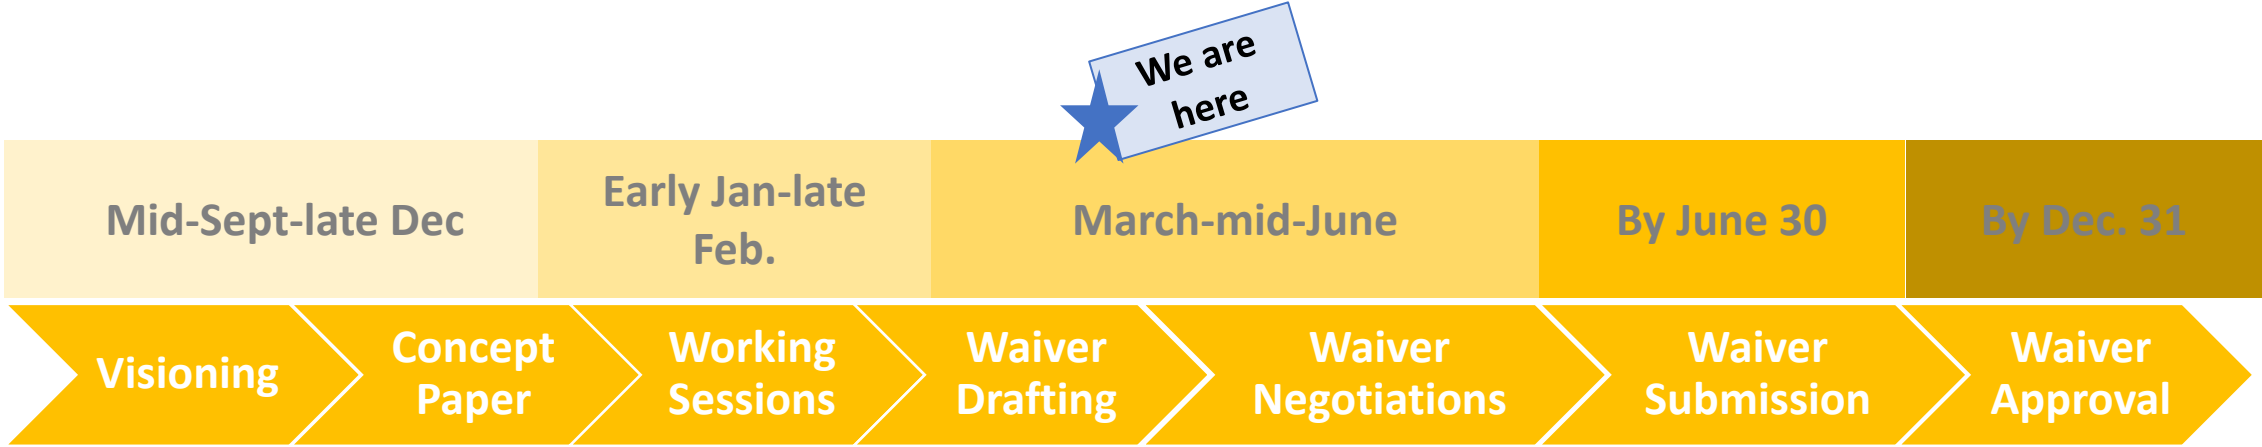 We are
here
Mid-Sept-late Dec
Early Jan-late
Feb.
March-mid-June
By June 30
By Dec. 31
Visioning
Concept
Paper
Working
Sessions
Waiver
Drafting
Waiver
Negotiations
Waiver
Submission
Waiver
Approval